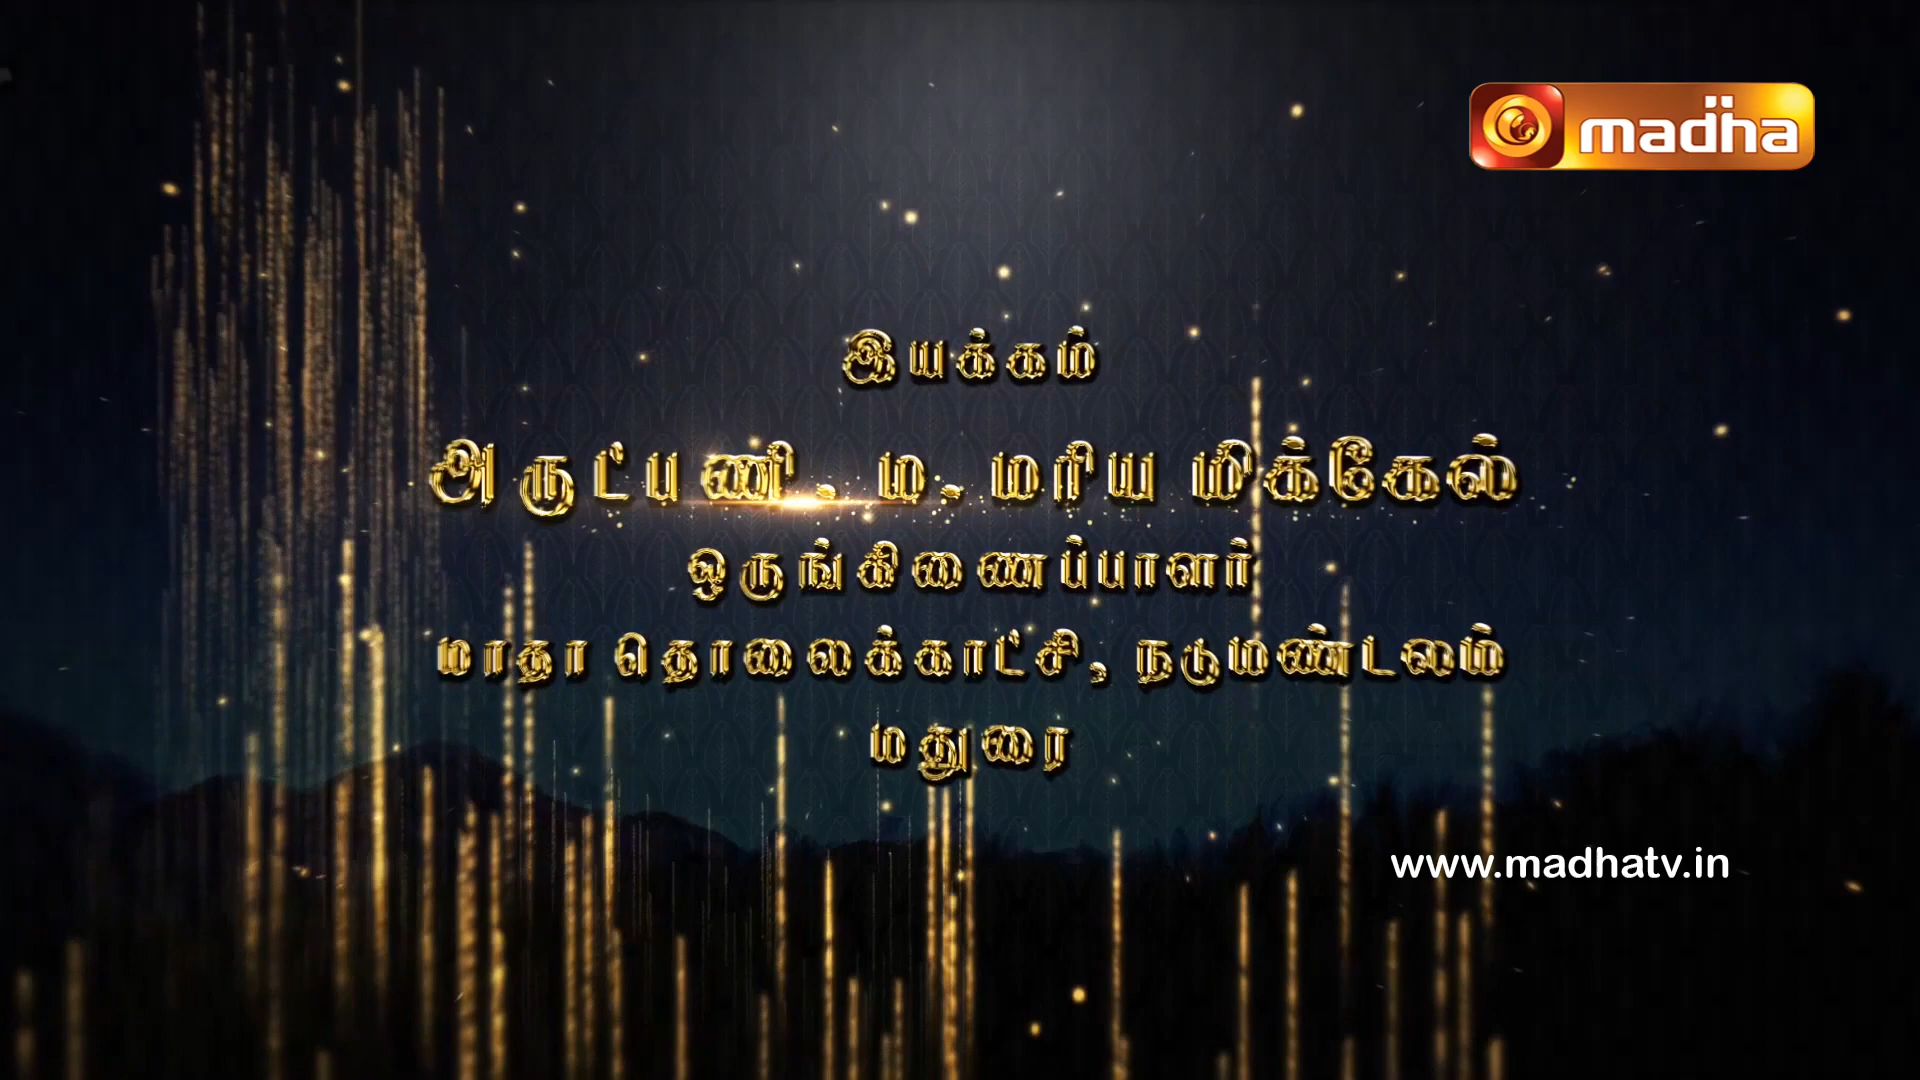 madha
இயக்கம்
அருட்பணி. ம. மரிய மிக்கேல்
ஒருங்கிணைப்பாளர்
மாதா தொலைக்காட்சி, நடுமண்டலம்
மதுரை
www.madhatv.in